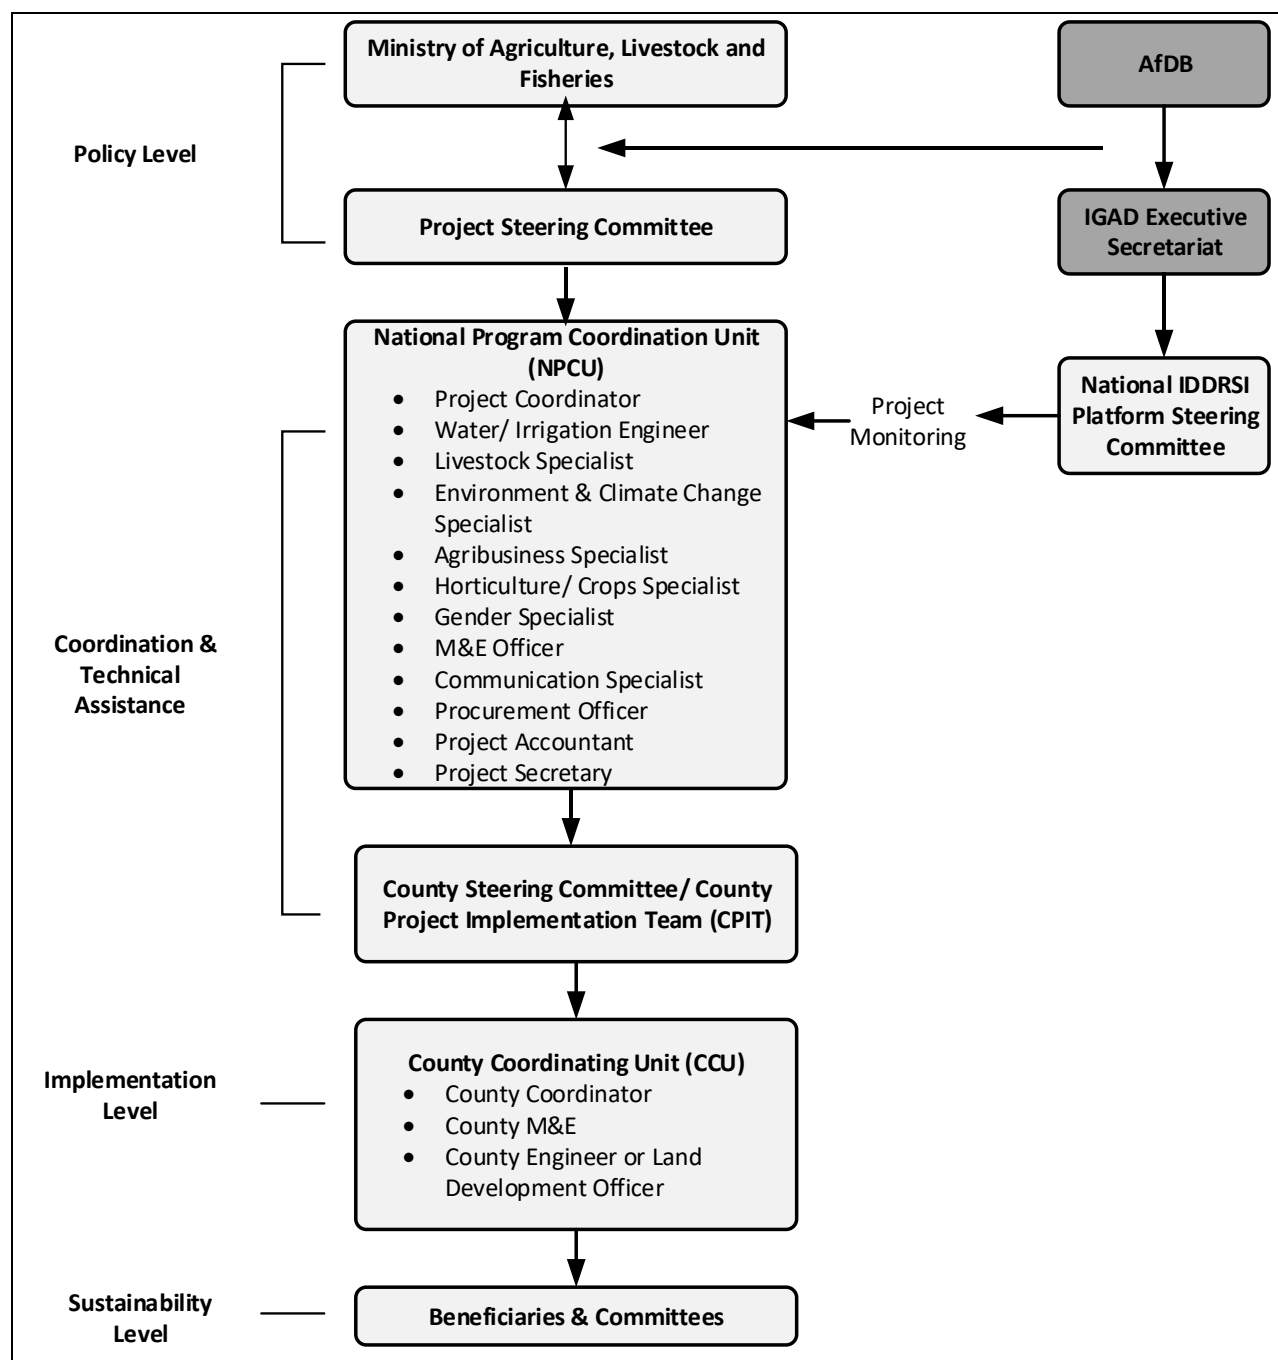 Ministry of Agriculture, Livestock and
Fisheries
AfDB
Policy Level
Project Steering Committee
IGAD Executive
Secretariat
National Program Coordination Unit
(NPCU)
• Project Coordinator
• Water/ Irrigation Engineer
• Livestock Specialist
• Environment & Climate Change
Specialist
• Agribusiness Specialist
• Horticulture/ Crops Specialist
• Gender Specialist
• M&E Officer
• Communication Specialist
• Procurement Officer
• Project Accountant
• Project Secretary
Project
Monitoring
National IDDRSI
Platform Steering
Committee
Coordination &
Technical
Assistance
County Steering Committee/ County
Project Implementation Team (CPIT)
Implementation
Level
County Coordinating Unit (CCU)
• County Coordinator
• County M&E
• County Engineer or Land
Development Officer
Sustainability
Level
Beneficiaries & Committees